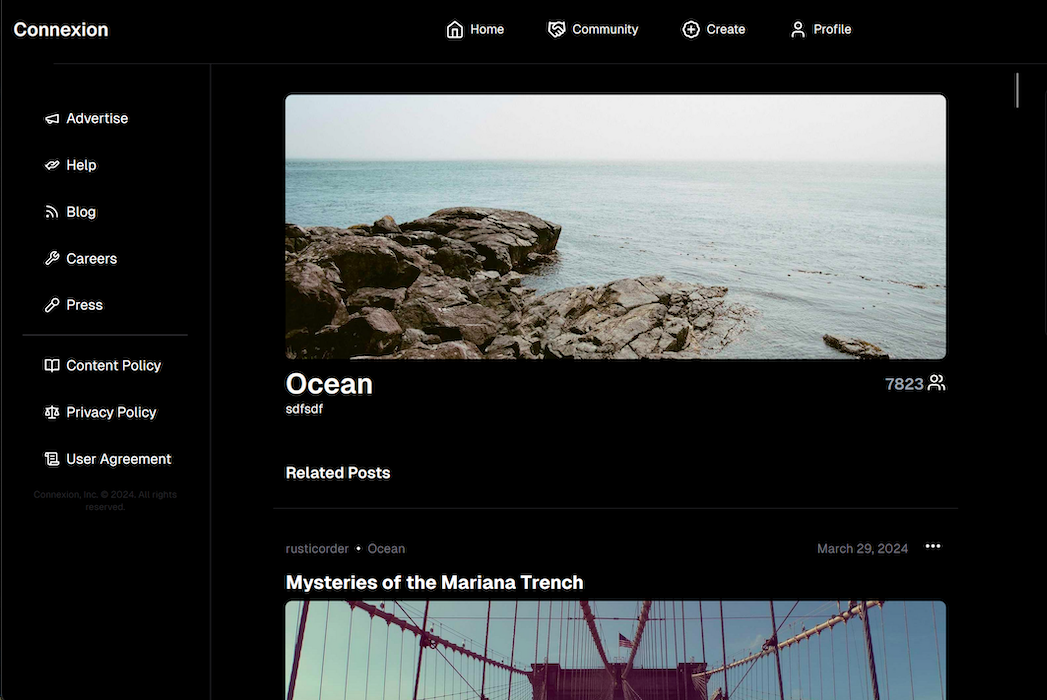 Connexion
Home
Community
Create
Profile
Advertise
Help
Blog
Careers
Press
Content Policy
Privacy Policy
User Agreement
Connexion, Inc. © 2024. All rights
reserved.
Ocean
7823
sdfsdf
Related Posts
rusticorder • Ocean
March 29, 2024
Mysteries of the Mariana Trench